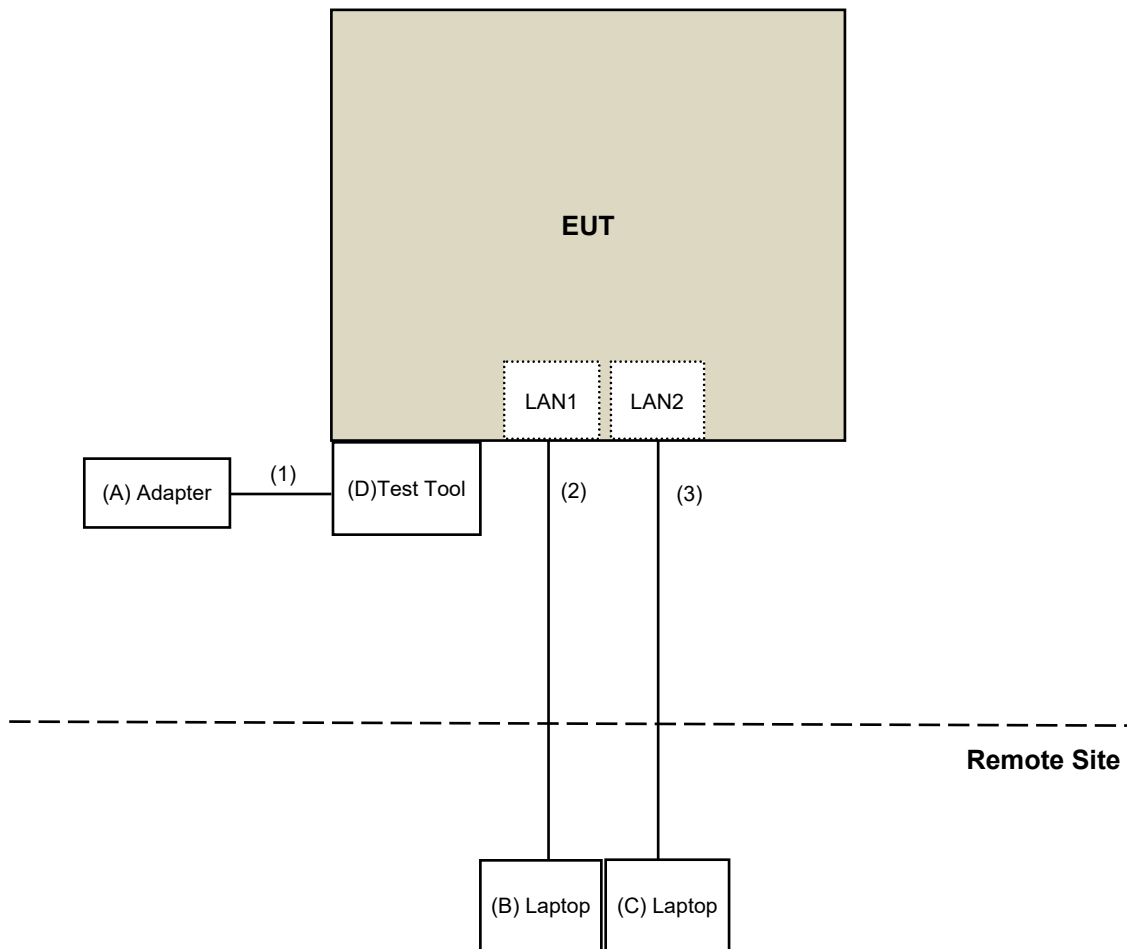 EUT
LAN1
LAN2
(A) Adapter
(1)
(D)Test Tool
(2)
(3)
Remote Site
(B) Laptop
(C) Laptop